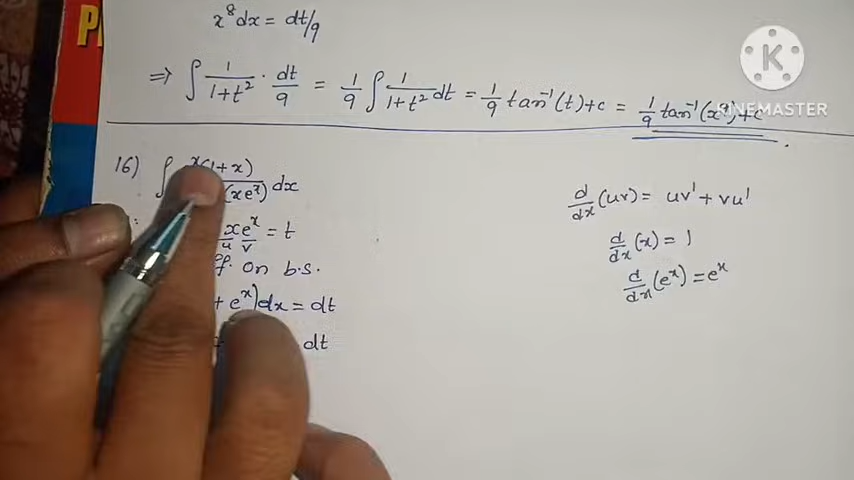 x⁸dx = dt/9
⇒ ∫ 1/(1+t²) · dt/9 = 1/9 ∫ 1/(1+t²) dt = 1/9 tan⁻¹(t)+c = 1/9 tan⁻¹(x⁹)+c
KINEMASTER
16) ∫ x(1+x) / (xeˣ) dx
xeˣ = t
u v
on b.s.
+ eˣ)dx = dt
dt
d/dx (uv) = uv' + vu'
d/dx (x) = 1
d/dx (eˣ) = eˣ